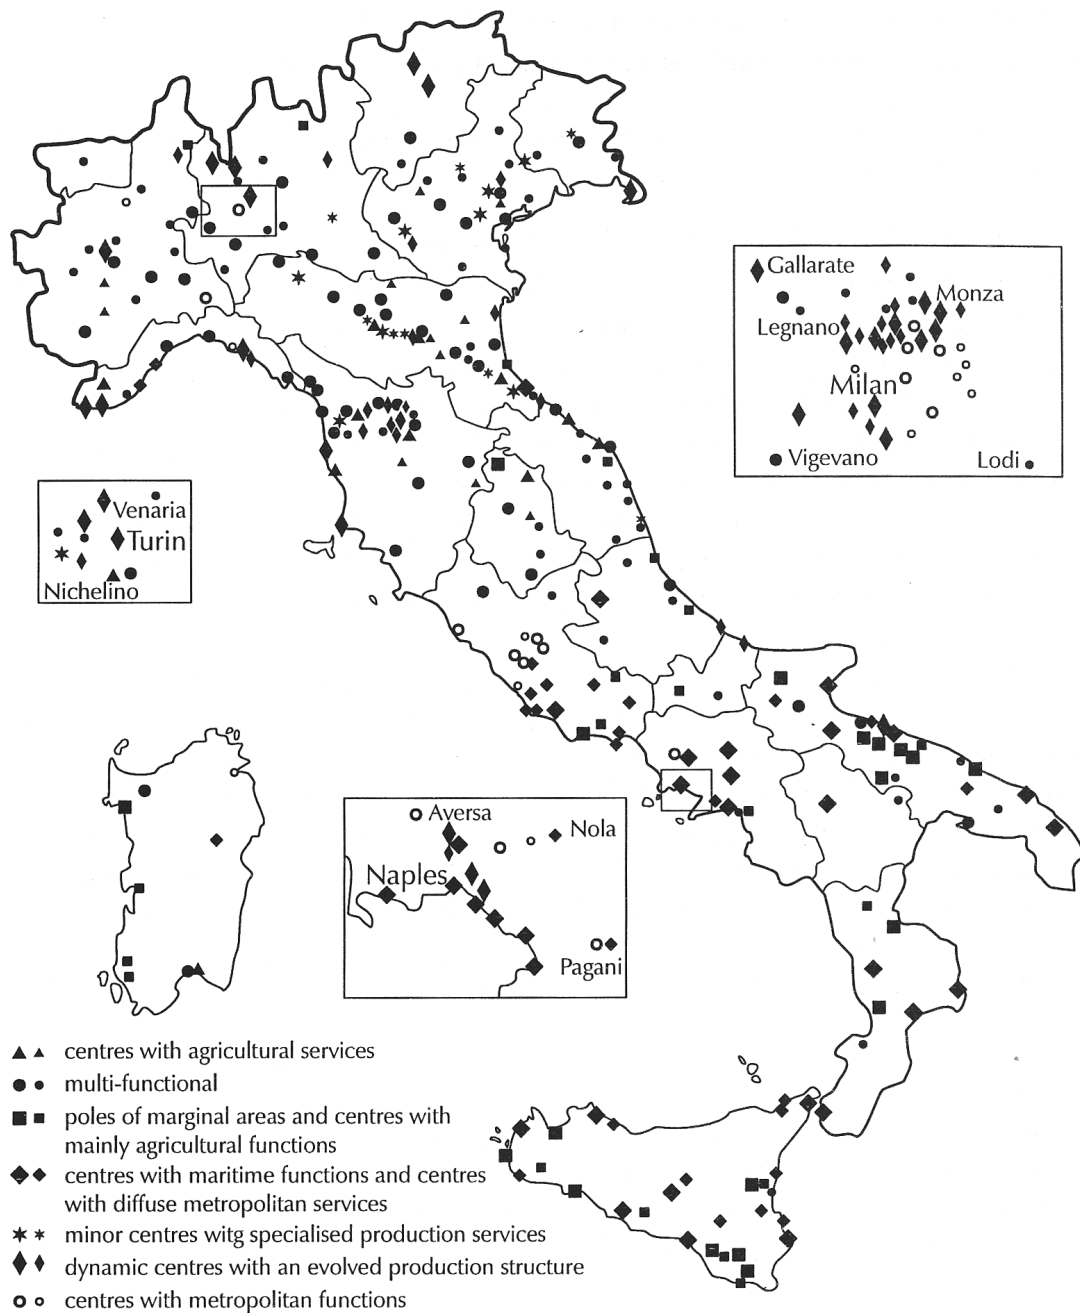 Gallarate
Monza
Legnano
Milan
Vigevano
Lodi
Venaria
Turin
Nichelino
Aversa
Nola
Naples
Pagani
centres with agricultural services
multi-functional
poles of marginal areas and centres with
mainly agricultural functions
centres with maritime functions and centres
with diffuse metropolitan services
minor centres witg specialised production services
dynamic centres with an evolved production structure
centres with metropolitan functions